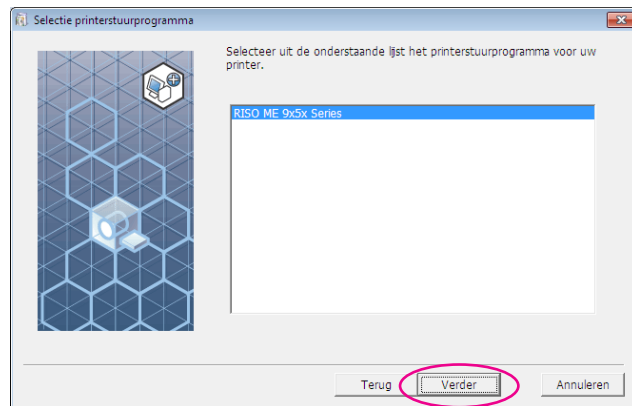 Selectie printerstuurprogramma
Selecteer uit de onderstaande lijst het printerstuurprogramma voor uw
printer.
RISO ME 9x5x Series
Terug
Verder
Annuleren